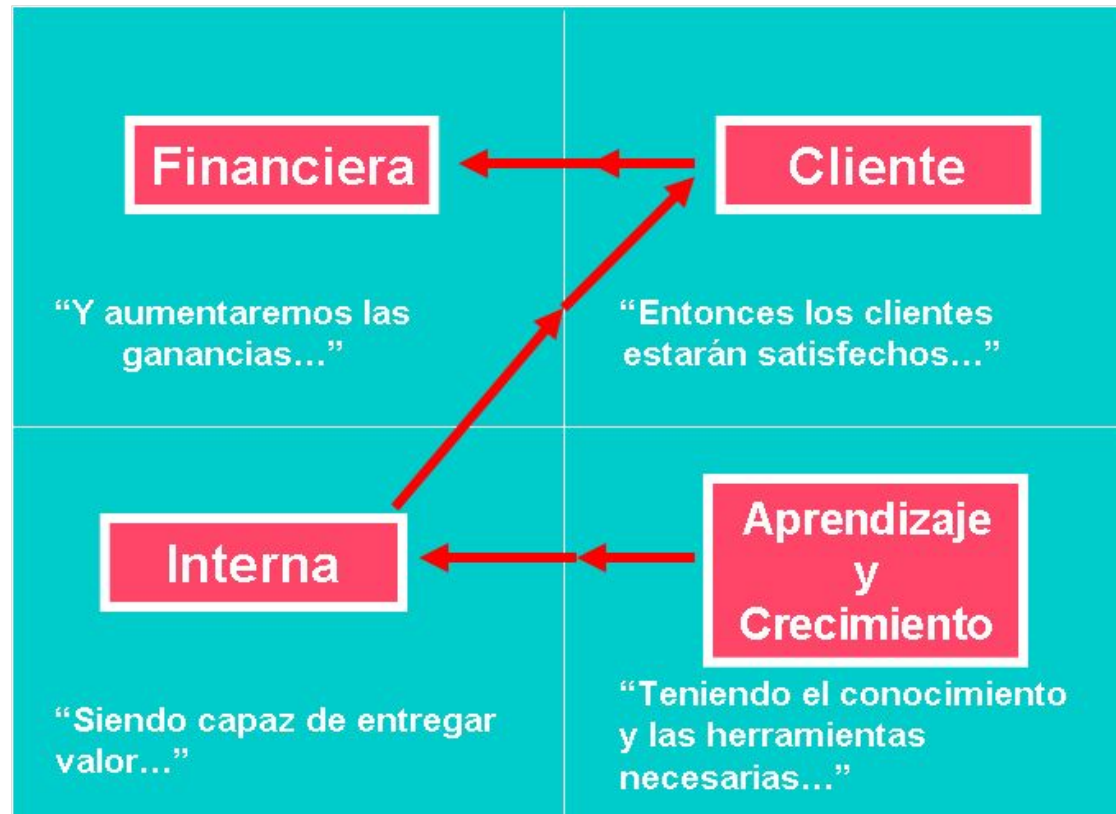 Financiera
Cliente
“Y aumentaremos las
ganancias...”
“Entonces los clientes
estarán satisfechos...”
Interna
Aprendizaje
y
Crecimiento
“Siendo capaz de entregar
valor...”
“Teniendo el conocimiento
y las herramientas
necesarias...”